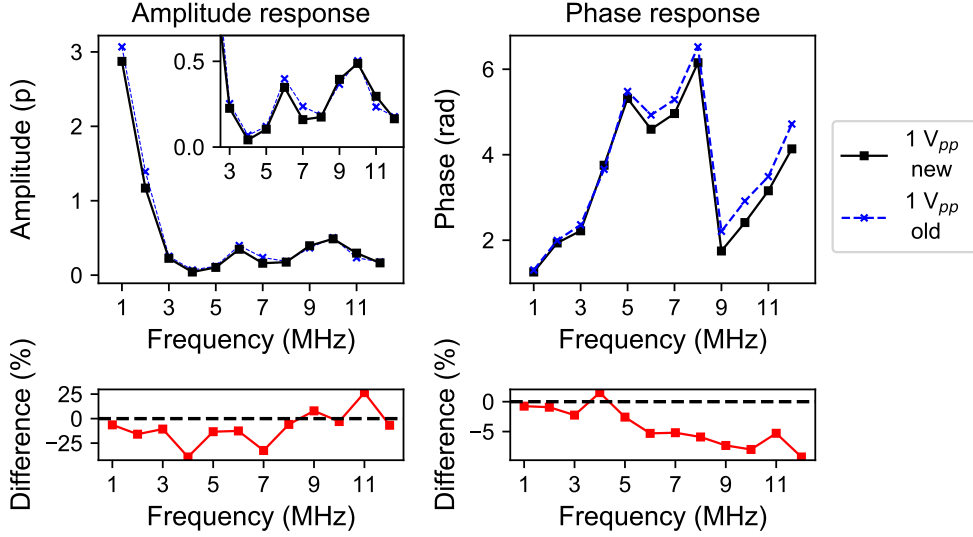 Amplitude response
Phase response
Amplitude (p)
3
2
1
0
0.5
0.0
3 5 7 9 11
1 3 5 7 9 11
Frequency (MHz)
Phase (rad)
6
4
2
1 3 5 7 9 11
Frequency (MHz)
1 Vpp
new
1 Vpp
old
Difference (%)
25
0
−25
1 3 5 7 9 11
Frequency (MHz)
Difference (%)
0
−5
1 3 5 7 9 11
Frequency (MHz)